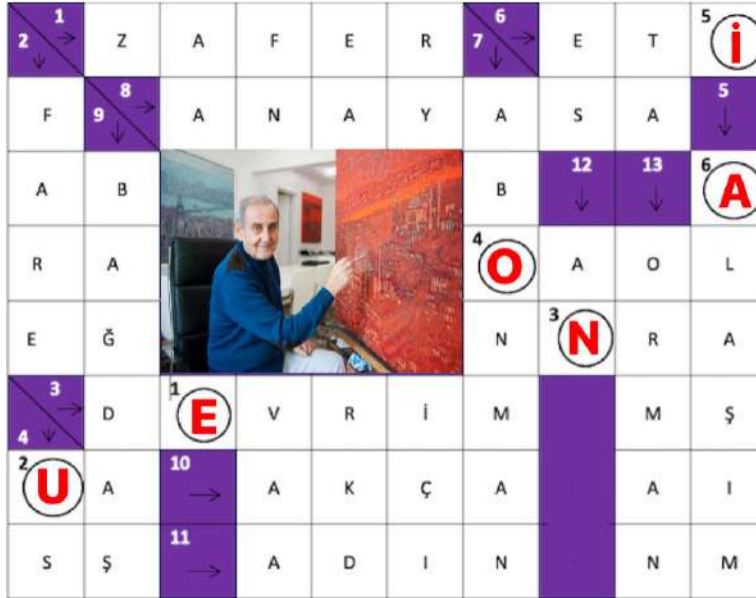 1 2 Z A F E R 6 7 E T 5 İ
F 8 9 A N A Y A S A 5
A B B 12 13 6 A
R A 4 O A O L
E Ğ N 3 N R A
3 4 D 1 E V R İ M M Ş
2 U A 10 A K Ç A A I
S Ş 11 A D I N N M